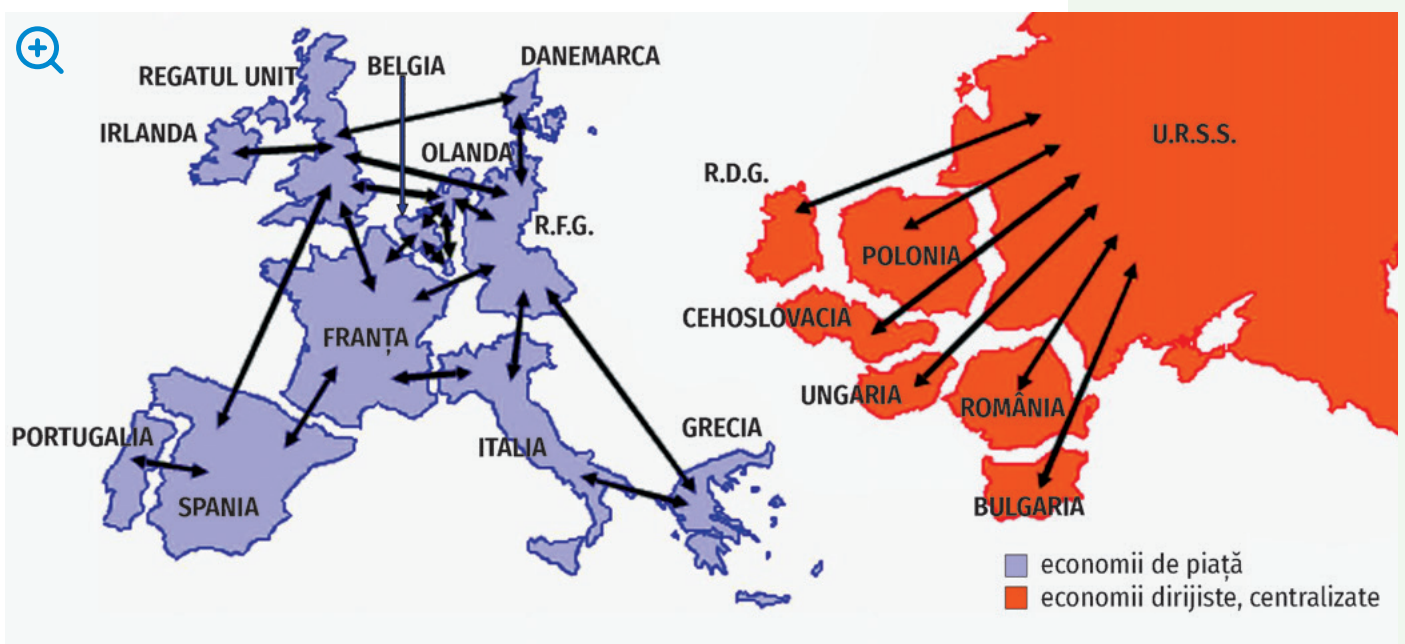 DANEMARCA
BELGIA
REGATUL UNIT
IRLANDA
OLANDA
U.R.S.S.
R.D.G.
R.F.G.
POLONIA
CEHOSLOVACIA
FRANȚA
UNGARIA
ROMÂNIA
PORTUGALIA
GRECIA
ITALIA
SPANIA
BULGARIA
economii de piață
economii dirijiste, centralizate